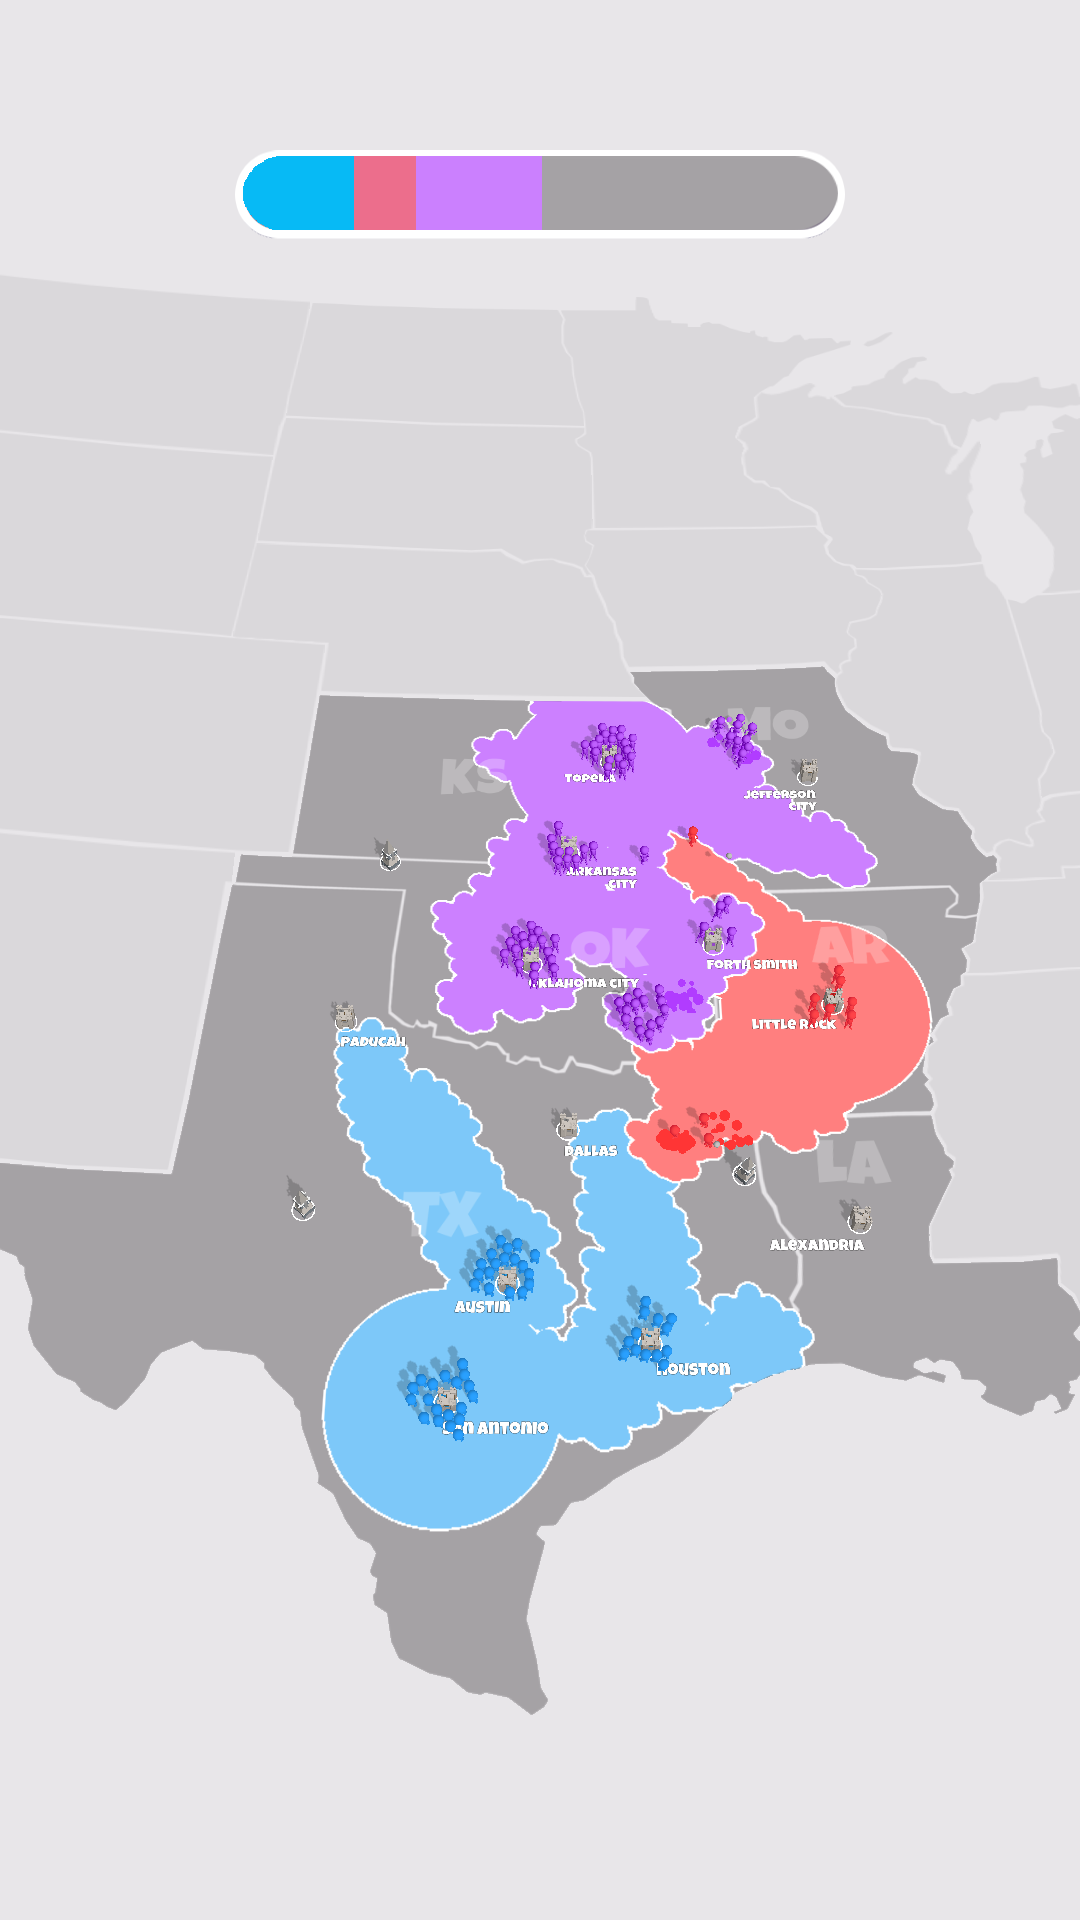 MO
KS
TOPEKA
JEFFERSON
CITY
ARKANSAS
CITY
OK
AR
FORTH SMITH
OKLAHOMA CITY
LITTLE ROCK
PADUCAH
DALLAS
LA
TX
ALEXANDRIA
AUSTIN
HOUSTON
SAN ANTONIO